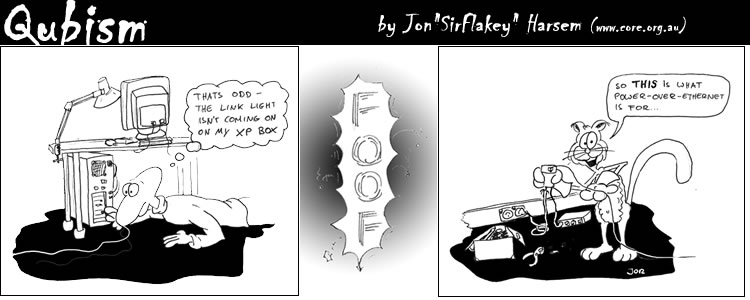 Qubism
by Jon"SirFlakey" Harsem (www.core.org.au)
THATS ODD -
THE LINK LIGHT
ISN'T COMING ON
ON MY XP BOX
FOOF
SO THIS IS WHAT
POWER-OVER-ETHERNET
IS FOR...
JOR